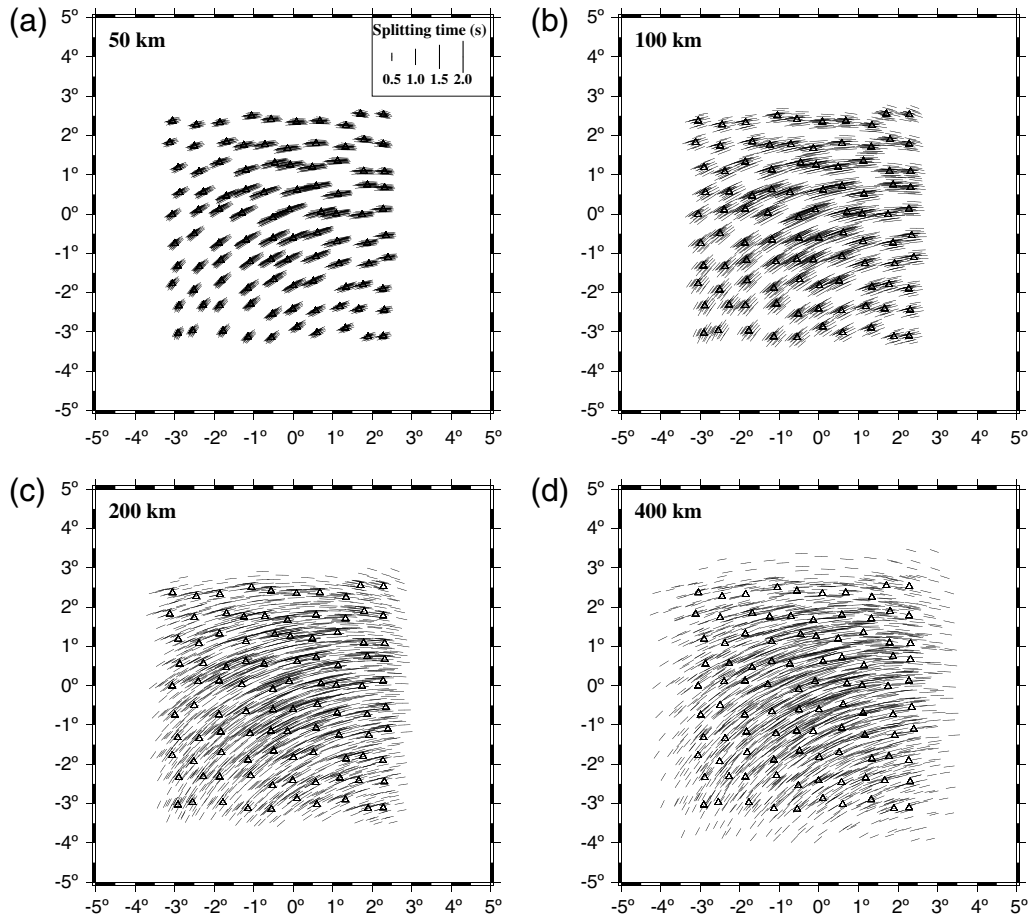 (a)
50 km
Splitting time (s)
0.5 1.0 1.5 2.0
5º
4º
3º
2º
1º
0º
-1º
-2º
-3º
-4º
-5º
-5º -4º -3º -2º -1º 0º 1º 2º 3º 4º 5º
(b)
100 km
5º
4º
3º
2º
1º
0º
-1º
-2º
-3º
-4º
-5º
-5º -4º -3º -2º -1º 0º 1º 2º 3º 4º 5º
(c)
200 km
5º
4º
3º
2º
1º
0º
-1º
-2º
-3º
-4º
-5º
-5º -4º -3º -2º -1º 0º 1º 2º 3º 4º 5º
(d)
400 km
5º
4º
3º
2º
1º
0º
-1º
-2º
-3º
-4º
-5º
-5º -4º -3º -2º -1º 0º 1º 2º 3º 4º 5º